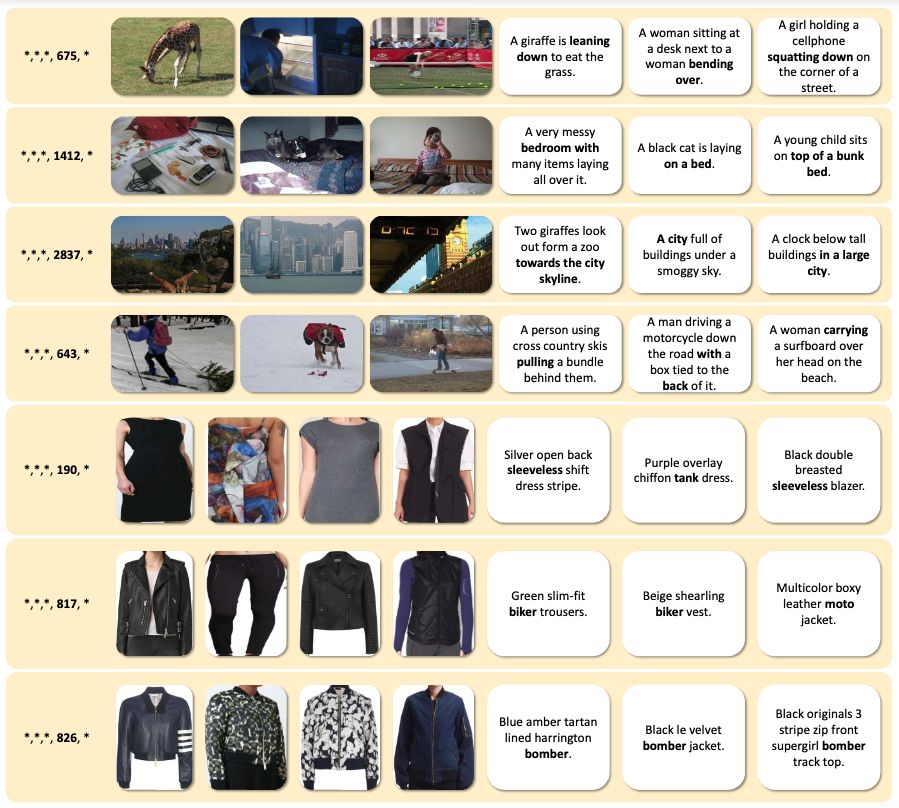 *,*,*, 675, *
A giraffe is leaning
down to eat the
grass.
A woman sitting at
a desk next to a
woman bending
over.
A girl holding a
cellphone
squatting down on
the corner of a
street.
*,*,*, 1412, *
A very messy
bedroom with
many items laying
all over it.
A black cat is laying
on a bed.
A young child sits
on top of a bunk
bed.
*,*,*, 2837, *
Two giraffes look
out form a zoo
towards the city
skyline.
A city full of
buildings under a
smoggy sky.
A clock below tall
buildings in a large
city.
*,*,*, 643, *
A person using
cross country skis
pulling a bundle
behind them.
A man driving a
motorcycle down
the road with a
box tied to the
back of it.
A woman carrying
a surfboard over
her head on the
beach.
*,*,*, 190, *
Silver open back
sleeveless shift
dress stripe.
Purple overlay
chiffon tank dress.
Black double
breasted
sleeveless blazer.
*,*,*, 817, *
Green slim-fit
biker trousers.
Beige shearling
biker vest.
Multicolor boxy
leather moto
jacket.
*,*,*, 826, *
Blue amber tartan
lined harrington
bomber.
Black le velvet
bomber jacket.
Black originals 3
stripe zip front
supergirl bomber
track top.